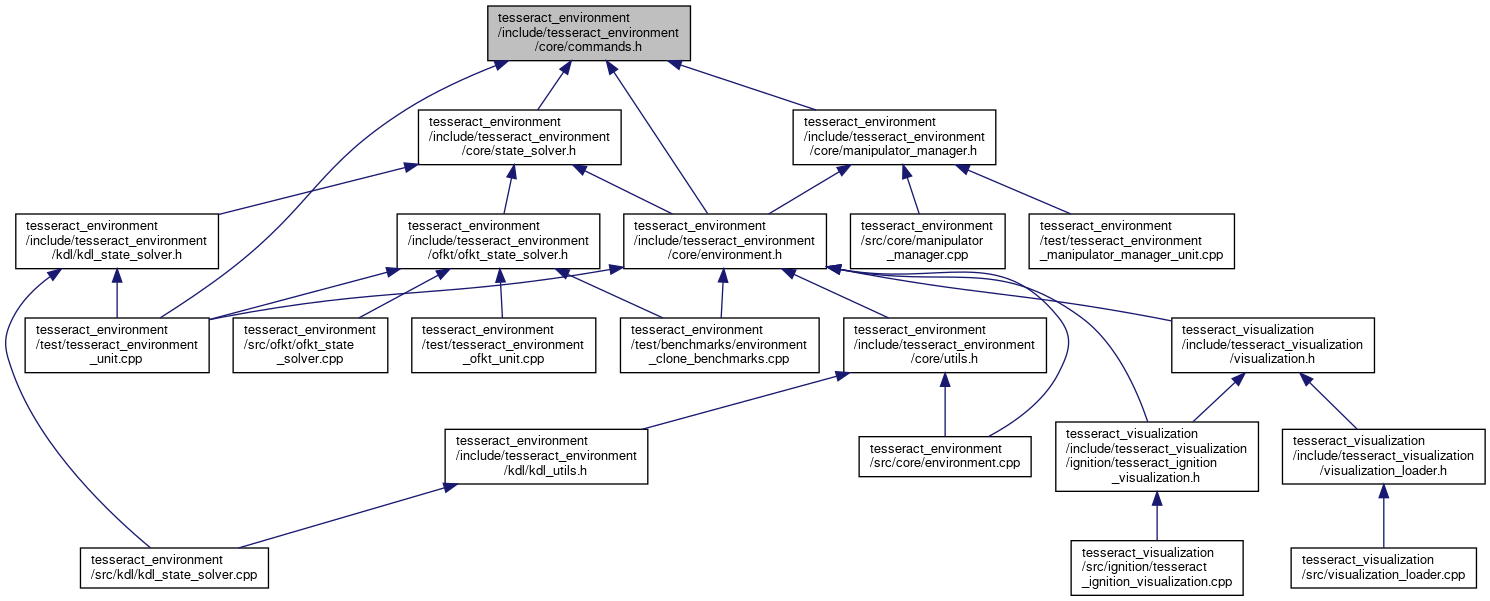 tesseract_environment
/include/tesseract_environment
/core/commands.h
tesseract_environment
/include/tesseract_environment
/core/state_solver.h
tesseract_environment
/include/tesseract_environment
/core/manipulator_manager.h
tesseract_environment
/include/tesseract_environment
/kdl/kdl_state_solver.h
tesseract_environment
/include/tesseract_environment
/ofkt/ofkt_state_solver.h
tesseract_environment
/include/tesseract_environment
/core/environment.h
tesseract_environment
/src/core/manipulator
_manager.cpp
tesseract_environment
/test/tesseract_environment
_manipulator_manager_unit.cpp
tesseract_environment
/test/tesseract_environment
_unit.cpp
tesseract_environment
/src/ofkt/ofkt_state
_solver.cpp
tesseract_environment
/test/tesseract_environment
_ofkt_unit.cpp
tesseract_environment
/test/benchmarks/environment
_clone_benchmarks.cpp
tesseract_environment
/include/tesseract_environment
/core/utils.h
tesseract_visualization
/include/tesseract_visualization
/visualization.h
tesseract_environment
/include/tesseract_environment
/kdl/kdl_utils.h
tesseract_environment
/src/core/environment.cpp
tesseract_visualization
/include/tesseract_visualization
/ignition/tesseract_ignition
_visualization.h
tesseract_visualization
/include/tesseract_visualization
/visualization_loader.h
tesseract_environment
/src/kdl/kdl_state_solver.cpp
tesseract_visualization
/src/ignition/tesseract
_ignition_visualization.cpp
tesseract_visualization
/src/visualization_loader.cpp